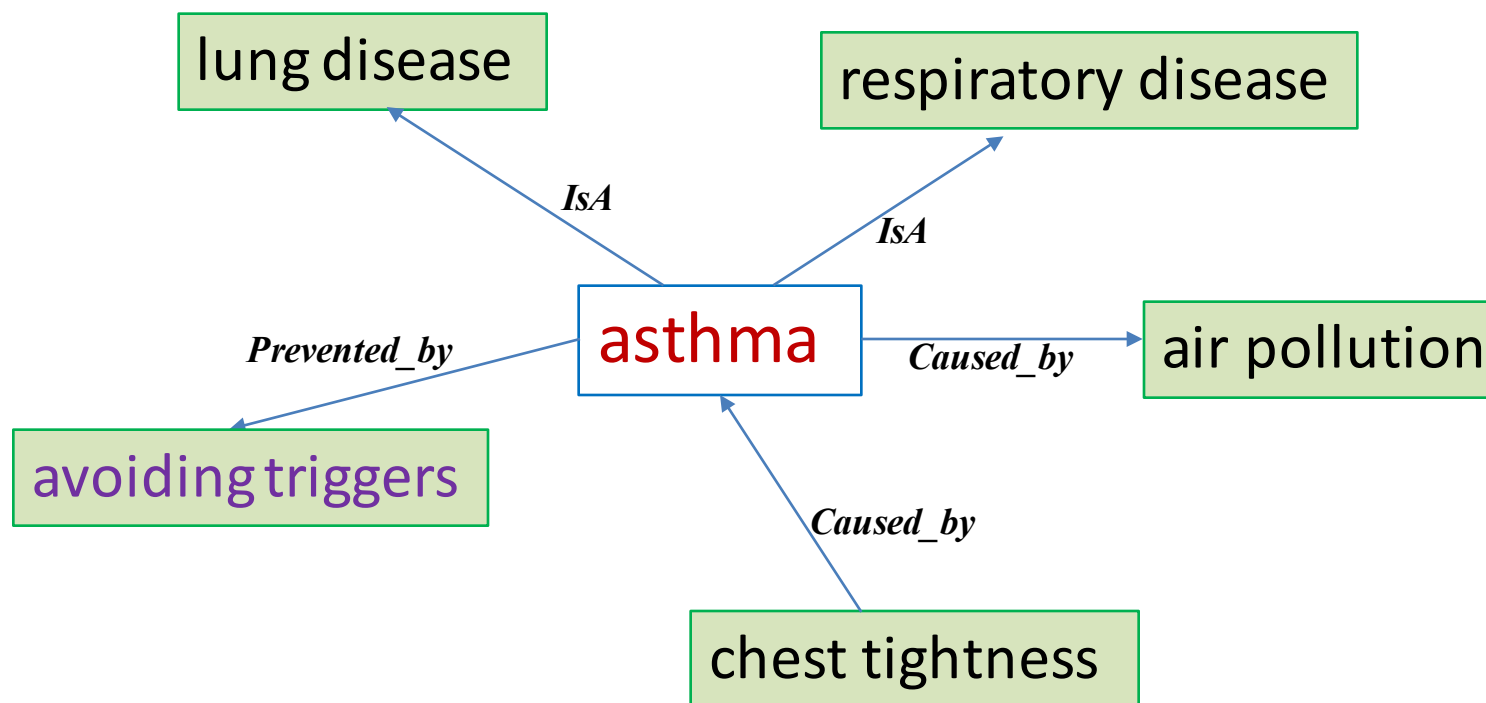 lung disease
respiratory disease
IsA
IsA
asthma
Prevented_by
Caused_by
air pollution
avoiding triggers
Caused_by
chest tightness